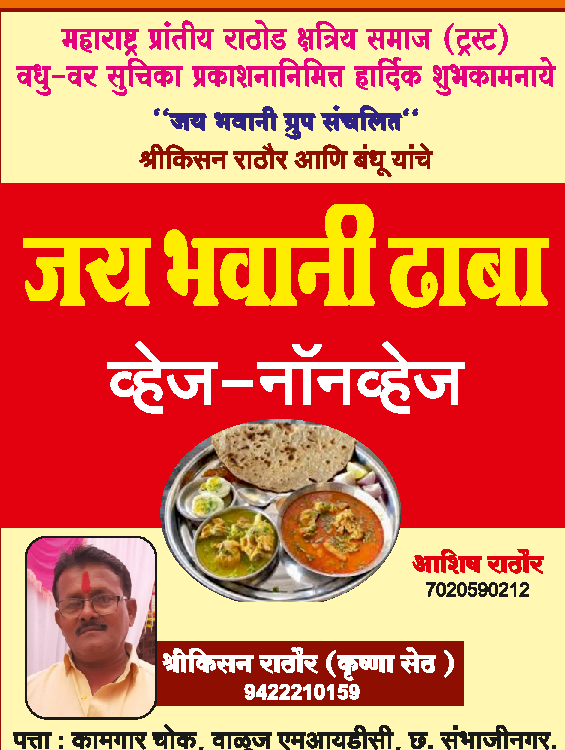 महाराष्ट्र प्रांतीय राठोड क्षत्रिय समाज (ट्रस्ट)
वधु-वर सुचिका प्रकाशनानिमित्त हार्दिक शुभकामनाये
‘‘जय भवानी ग्रुप संचलित‘‘
श्रीकिसन राठौर आणि बंधू यांचे
जय भवानी ढाबा
व्हेज-नॉनव्हेज
आशिष राठौर
7020590212
श्रीकिसन राठौर (कृष्णा सेठ )
9422210159
पत्ता : कामगार चोक, वाळूज एमआयडीसी, छ. संभाजीनगर.